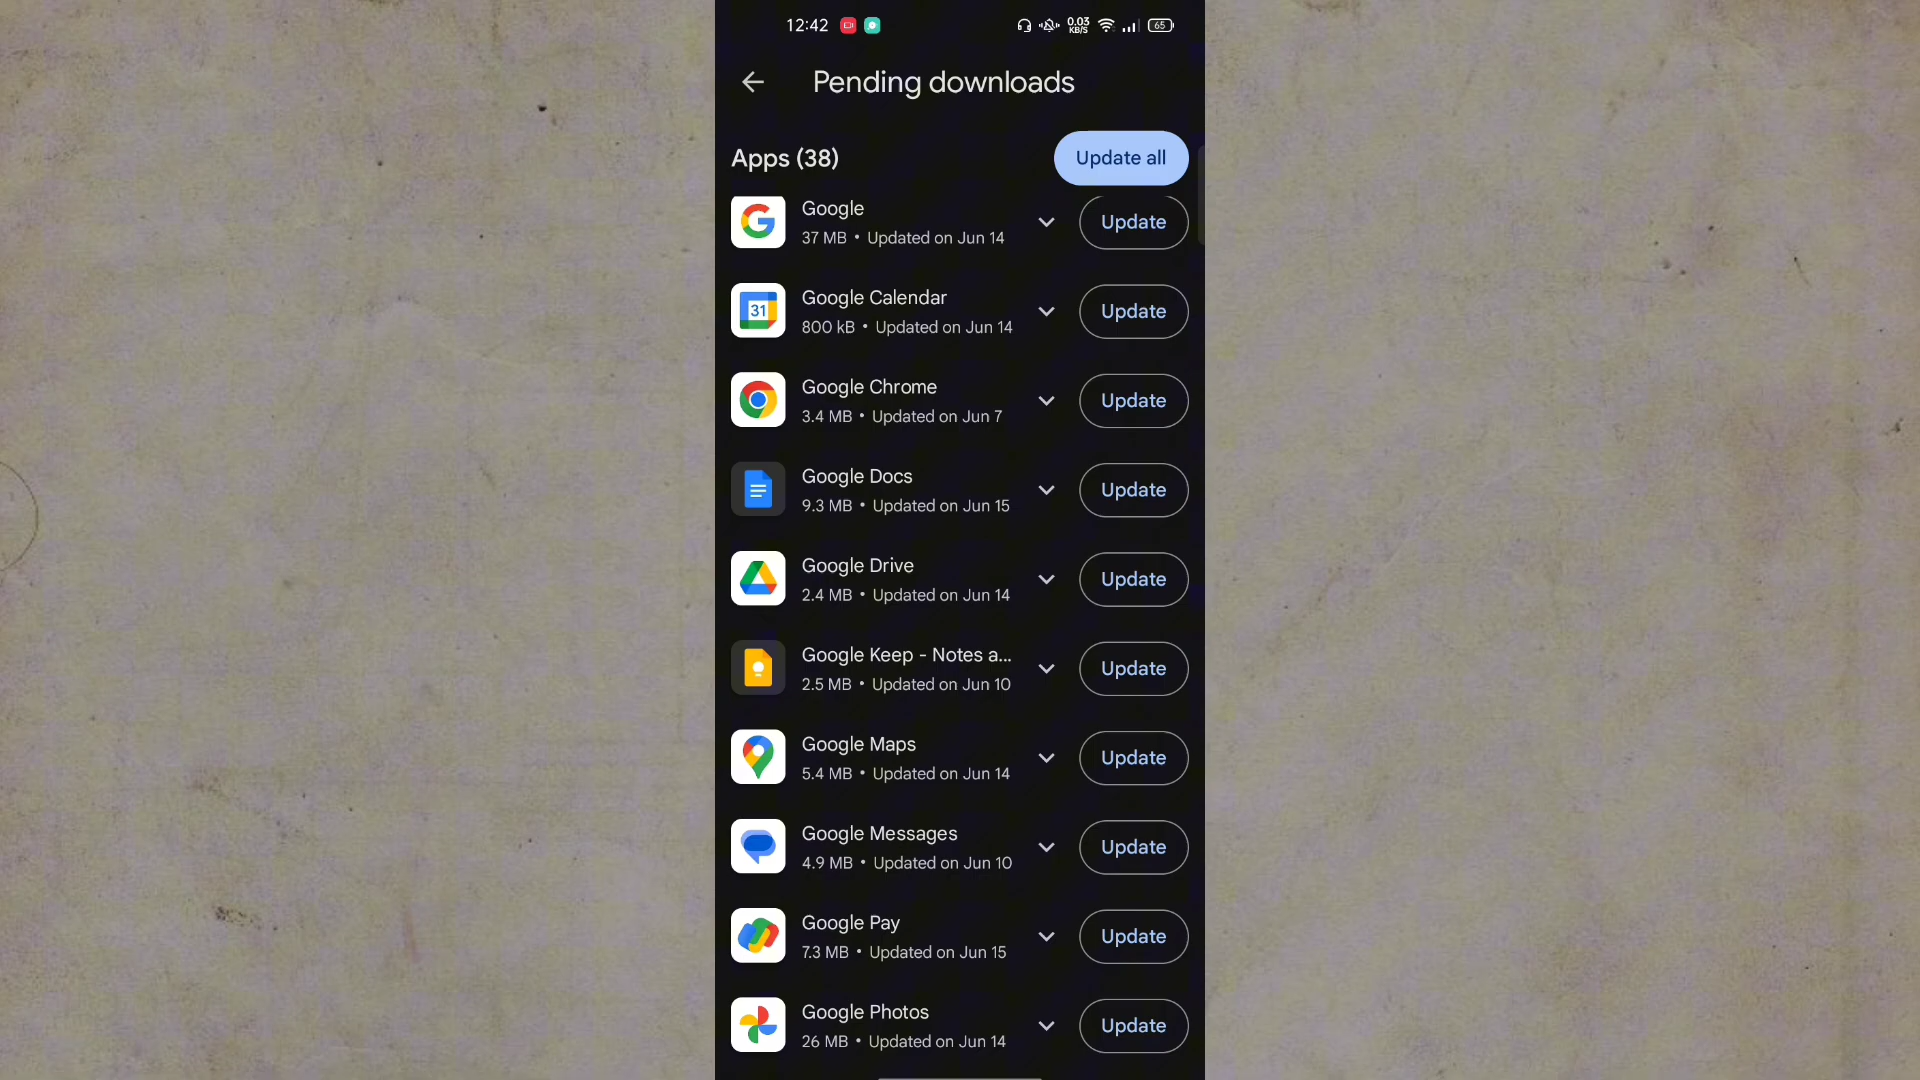 12:42 0.03 KB/S 65
Pending downloads
Apps (38) Update all
Google
37 MB • Updated on Jun 14
Update
31
Google Calendar
800 kB • Updated on Jun 14
Update
Google Chrome
3.4 MB • Updated on Jun 7
Update
Google Docs
9.3 MB • Updated on Jun 15
Update
Google Drive
2.4 MB • Updated on Jun 14
Update
Google Keep - Notes a...
2.5 MB • Updated on Jun 10
Update
Google Maps
5.4 MB • Updated on Jun 14
Update
Google Messages
4.9 MB • Updated on Jun 10
Update
Google Pay
7.3 MB • Updated on Jun 15
Update
Google Photos
26 MB • Updated on Jun 14
Update